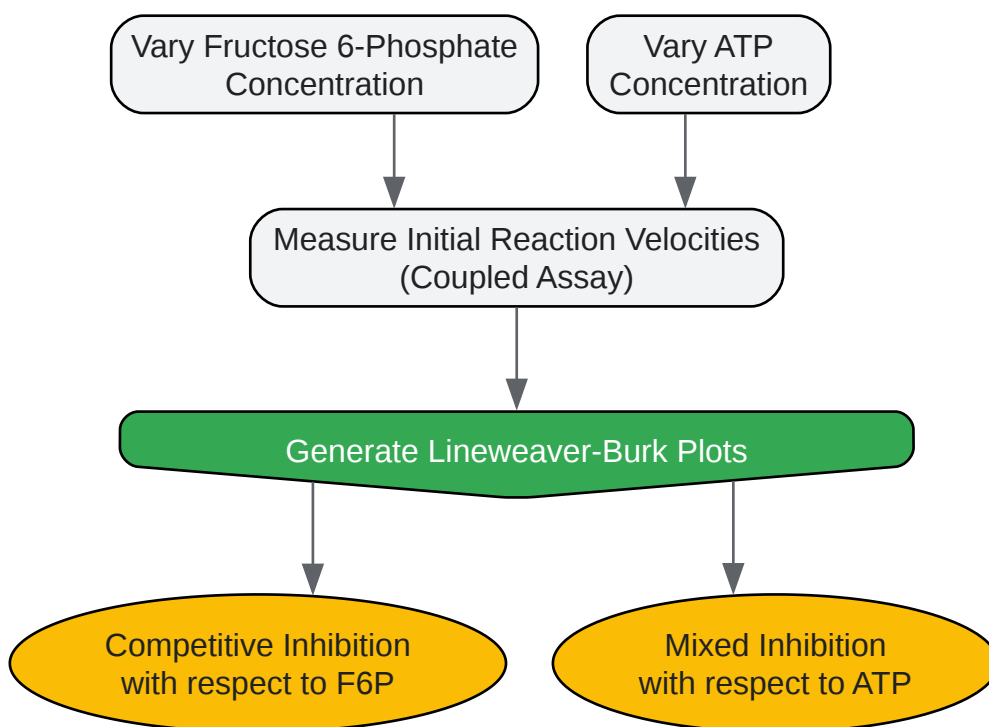 Vary Fructose 6-Phosphate
Concentration
Vary ATP
Concentration
Measure Initial Reaction Velocities
(Coupled Assay)
Generate Lineweaver-Burk Plots
Competitive Inhibition
with respect to F6P
Mixed Inhibition
with respect to ATP